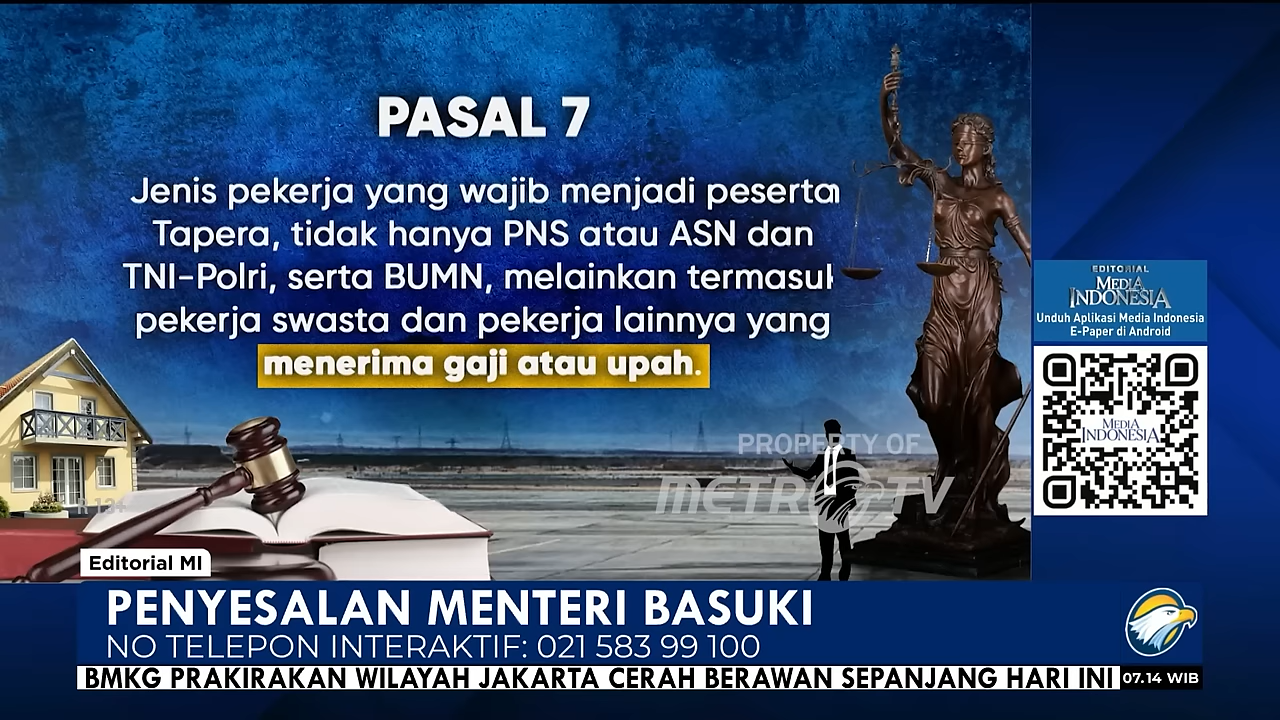 PASAL 7
Jenis pekerja yang wajib menjadi peserta
Tapera, tidak hanya PNS atau ASN dan
TNI-Polri, serta BUMN, melainkan termasuk
pekerja swasta dan pekerja lainnya yang
menerima gaji atau upah.
EDITORIAL
MEDIA
INDONESIA
Unduh Aplikasi Media Indonesia
E-Paper di Android
MEDIA
INDONESIA
PROPERTY OF
METRO TV
R 13+
Editorial MI
PENYESALAN MENTERI BASUKI
NO TELEPON INTERAKTIF: 021 583 99 100
BMKG PRAKIRAKAN WILAYAH JAKARTA CERAH BERAWAN SEPANJANG HARI INI
07.14 WIB